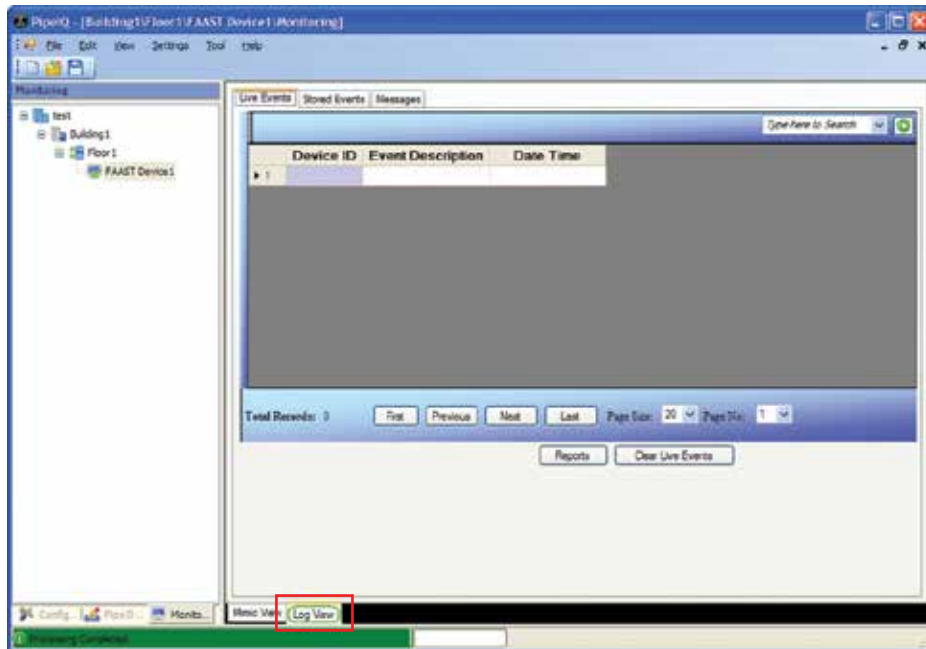 PipeIQ - [Building1\Floor1\FAAST Device1\Monitoring]
File Edit View Settings Tool Help
Monitoring
test
Building1
Floor1
FAAST Device1
Live Events Stored Events Messages
Type here to Search
Device ID Event Description Date Time
1
Total Records: 0 First Previous Next Last Page Size: 20 Page No: 1
Reports Clear Live Events
Config... PipeI... Monito... Mimic View Log View
Processing Completed